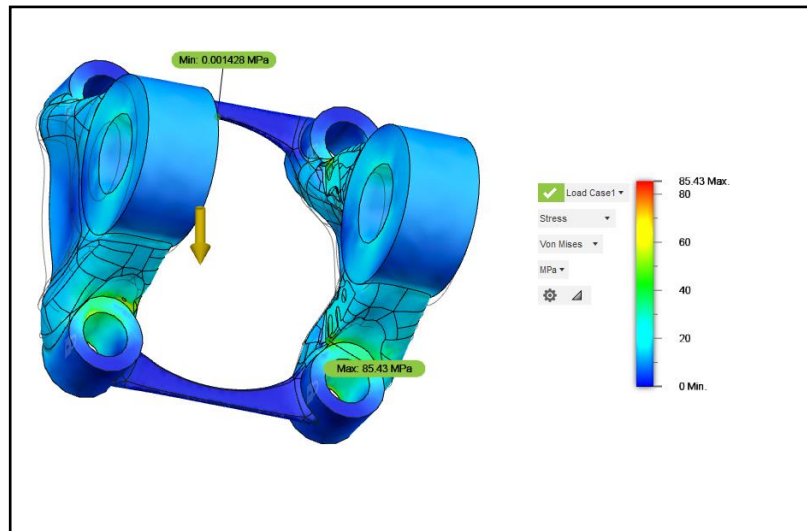 Min: 0.001428 MPa
Max: 85.43 MPa
Load Case1
Stress
Von Mises
MPa
85.43 Max.
80
60
40
20
0 Min.